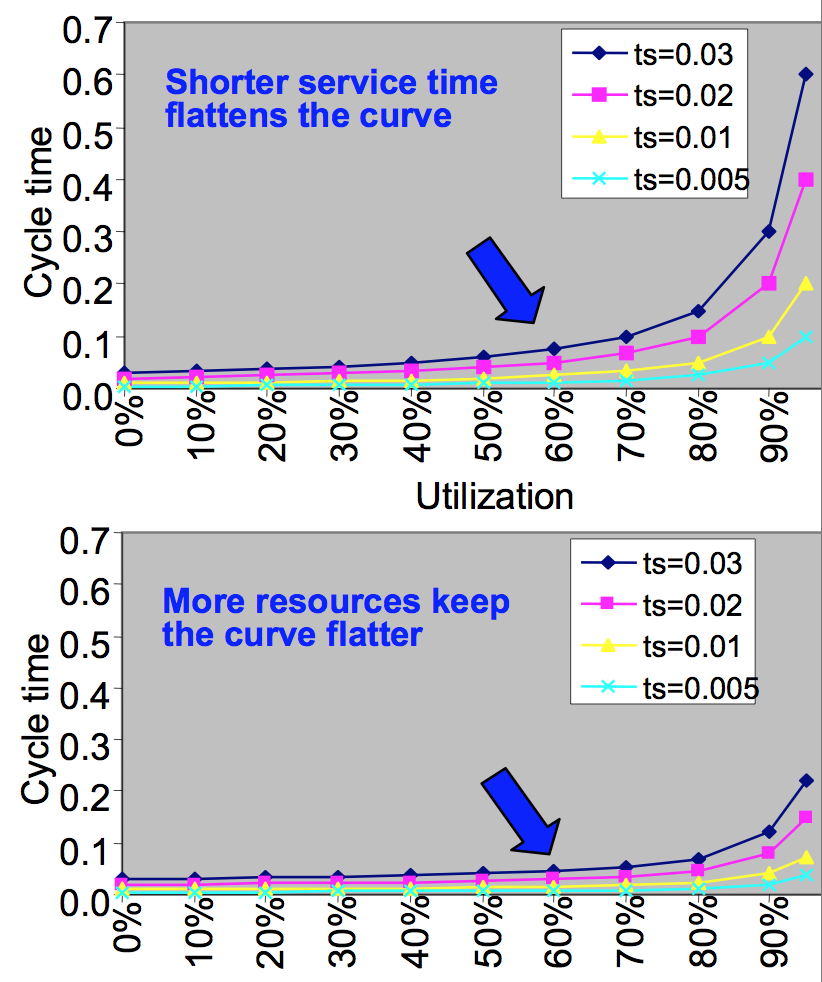 0.7
0.6
0.5
0.4
0.3
0.2
0.1
0.0
Cycle time
Shorter service time
flattens the curve
ts=0.03
ts=0.02
ts=0.01
ts=0.005
0%
10%
20%
30%
40%
50%
60%
70%
80%
90%
Utilization
0.7
0.6
0.5
0.4
0.3
0.2
0.1
0.0
Cycle time
More resources keep
the curve flatter
ts=0.03
ts=0.02
ts=0.01
ts=0.005
0%
10%
20%
30%
40%
50%
60%
70%
80%
90%